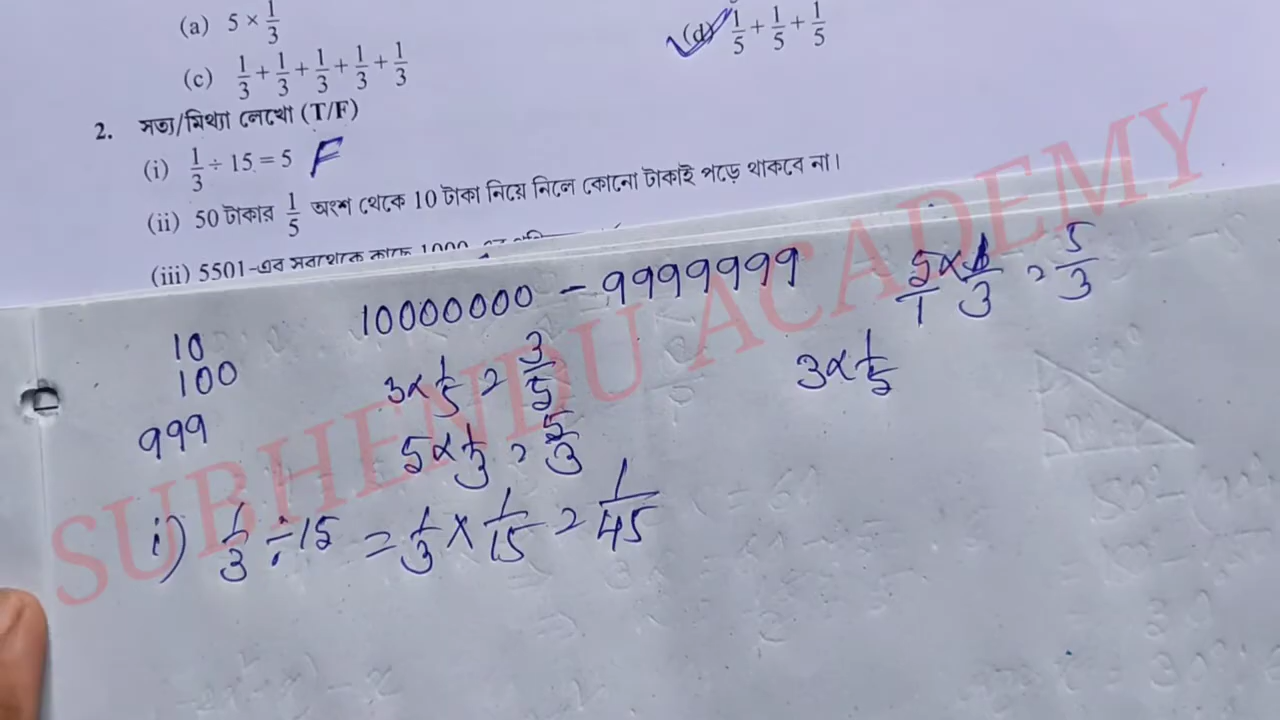 (a) 5 × 1/3
(d) 1/5 + 1/5 + 1/5
(c) 1/3 + 1/3 + 1/3 + 1/3 + 1/3
2. সত্য/মিথ্যা লেখো (T/F)
(i) 1/3 ÷ 15 = 5 F
(ii) 50 টাকার 1/5 অংশ থেকে 10 টাকা নিয়ে নিলে কোনো টাকাই পড়ে থাকবে না।
(iii) 5501-এর
10000000 - 9999999
5/1 × 1/3 = 5/3
10
100
3 × 1/5 = 3/5
3 × 1/5
999
5 × 1/3 = 5/3
i) 1/3 ÷ 15 = 1/3 × 1/15 = 1/45
SUBHENDU ACADEMY